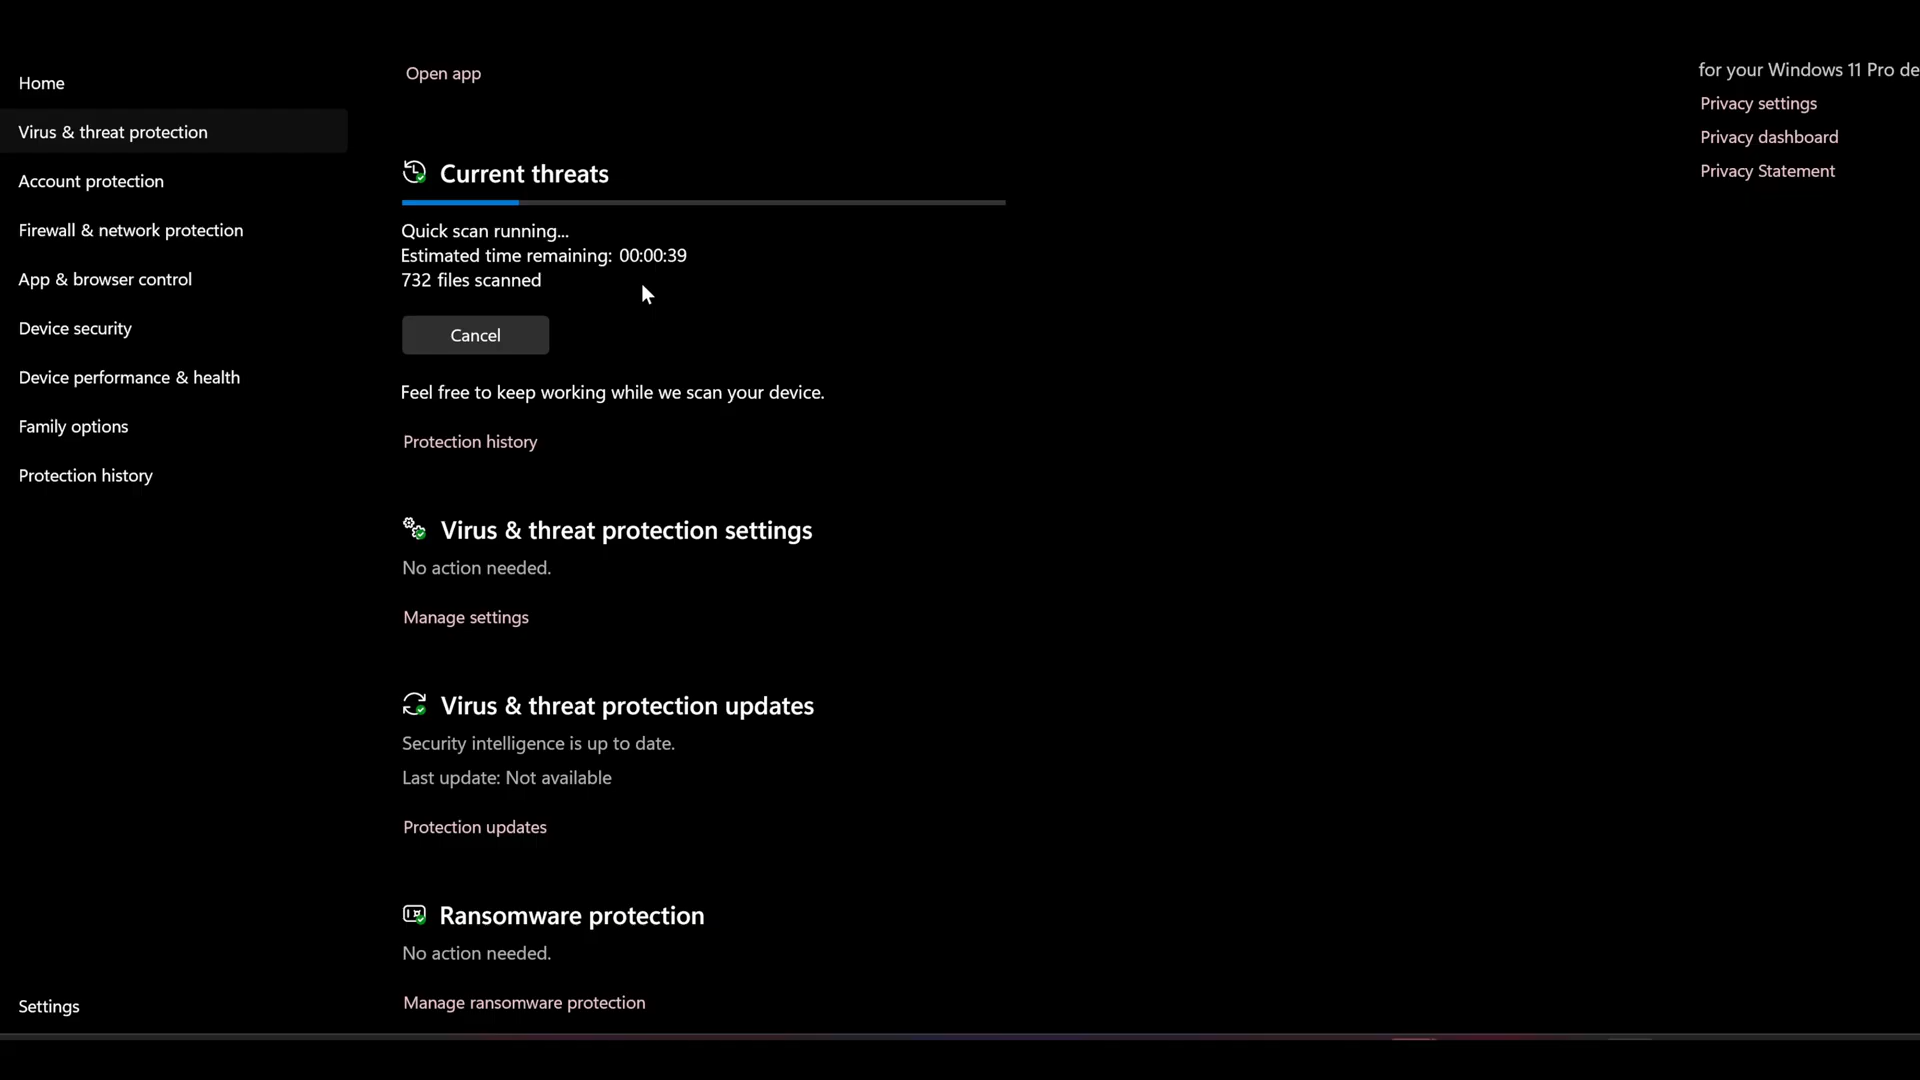 Home
Virus & threat protection
Account protection
Firewall & network protection
App & browser control
Device security
Device performance & health
Family options
Protection history
Settings
Open app
Current threats
Quick scan running...
Estimated time remaining: 00:00:39
732 files scanned
Cancel
Feel free to keep working while we scan your device.
Protection history
Virus & threat protection settings
No action needed.
Manage settings
Virus & threat protection updates
Security intelligence is up to date.
Last update: Not available
Protection updates
Ransomware protection
No action needed.
Manage ransomware protection
for your Windows 11 Pro de
Privacy settings
Privacy dashboard
Privacy Statement